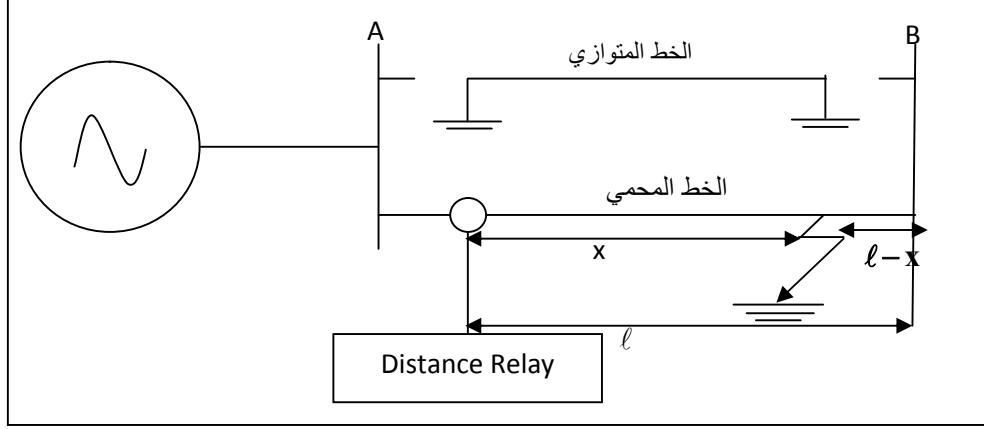 A
B
الخط المتوازي
الخط المحمي
x
ℓ – x
ℓ
Distance Relay